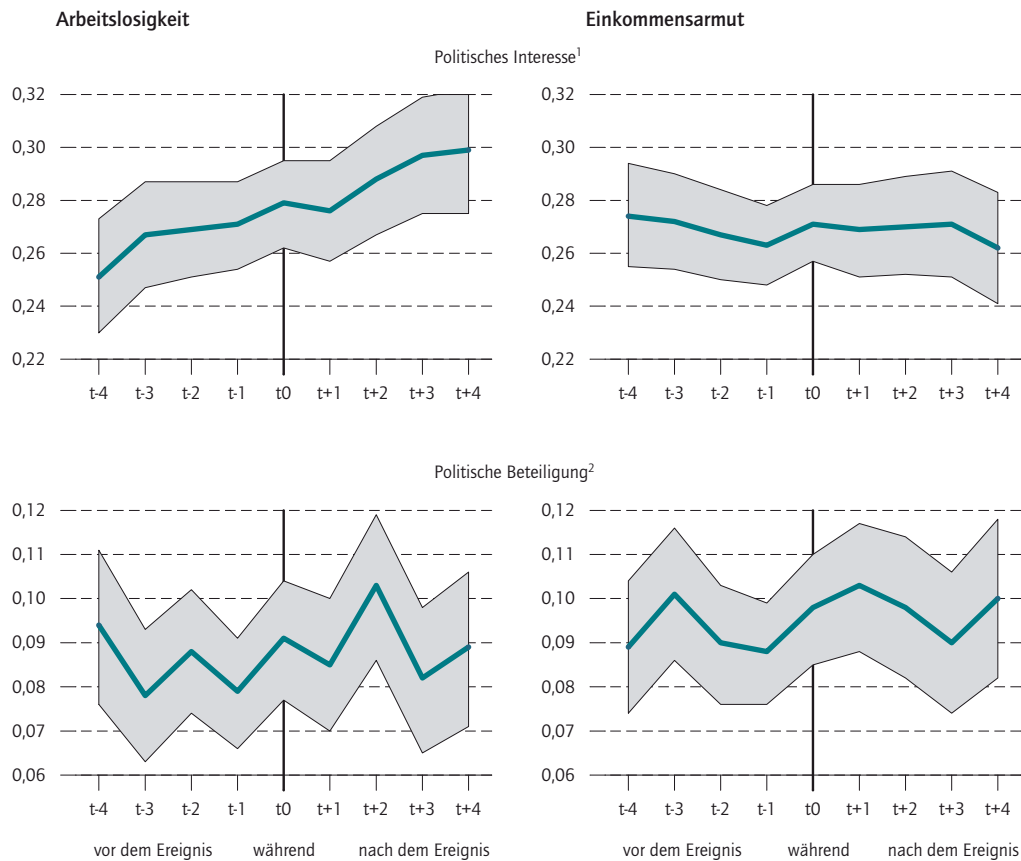 Arbeitslosigkeit Einkommensarmut
Politisches Interesse¹
0,32 0,32
0,30 0,30
0,28 0,28
0,26 0,26
0,24 0,24
0,22 0,22
t-4 t-3 t-2 t-1 t0 t+1 t+2 t+3 t+4 t-4 t-3 t-2 t-1 t0 t+1 t+2 t+3 t+4
Politische Beteiligung²
0,12 0,12
0,11 0,11
0,10 0,10
0,09 0,09
0,08 0,08
0,07 0,07
0,06 0,06
t-4 t-3 t-2 t-1 t0 t+1 t+2 t+3 t+4 t-4 t-3 t-2 t-1 t0 t+1 t+2 t+3 t+4
vor dem Ereignis während nach dem Ereignis vor dem Ereignis während nach dem Ereignis